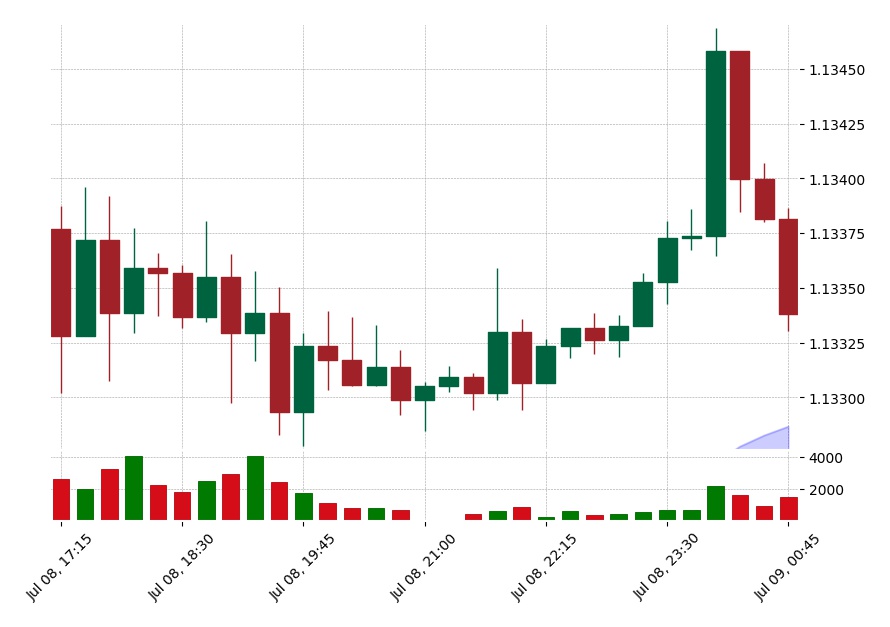 1.13450
1.13425
1.13400
1.13375
1.13350
1.13325
1.13300
4000
2000
Jul 08, 17:15
Jul 08, 18:30
Jul 08, 19:45
Jul 08, 21:00
Jul 08, 22:15
Jul 08, 23:30
Jul 09, 00:45